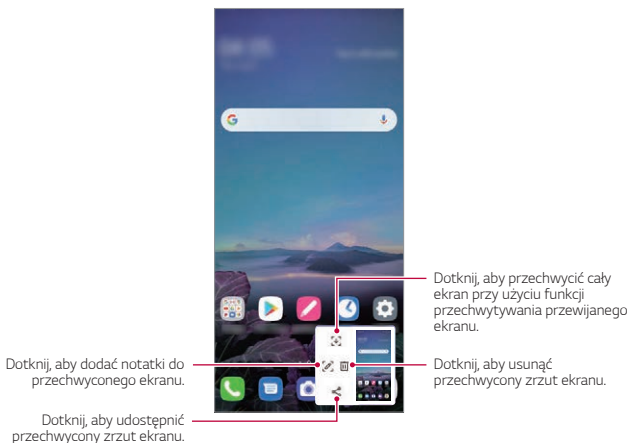 Dotknij, aby przechwycić cały
ekran przy użyciu funkcji
przechwytywania przewijanego
ekranu.
Dotknij, aby dodać notatki do
przechwyconego ekranu.
Dotknij, aby usunąć
przechwycony zrzut ekranu.
Dotknij, aby udostępnić
przechwycony zrzut ekranu.